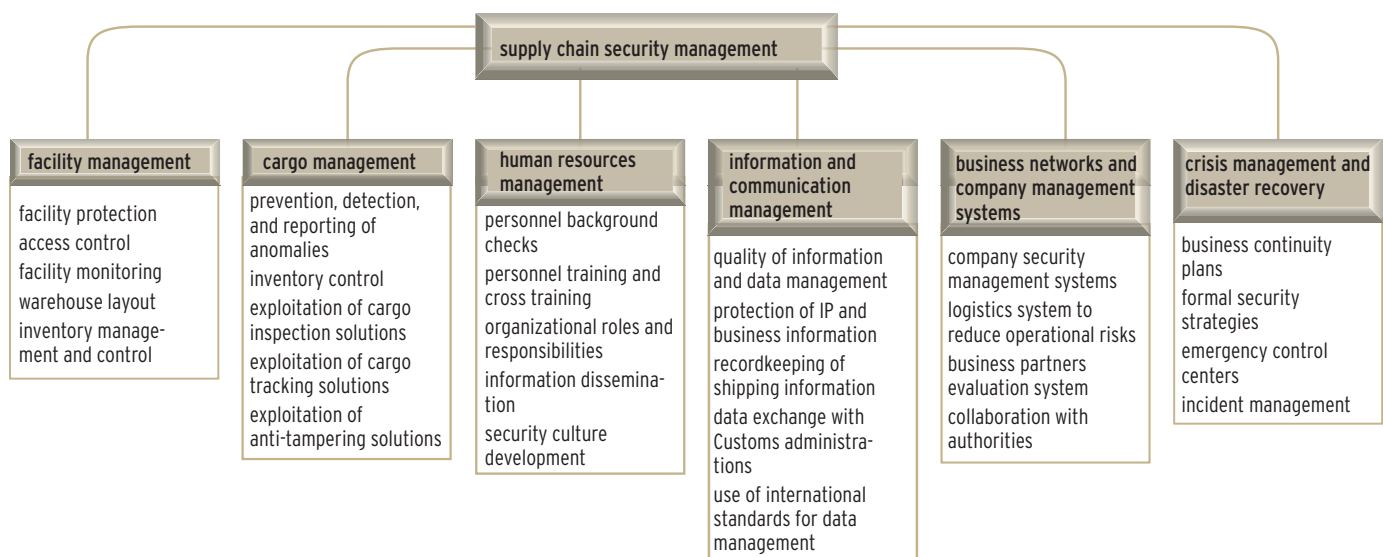 supply chain security management
facility management
facility protection
access control
facility monitoring
warehouse layout
inventory manage-
ment and control
cargo management
prevention, detection,
and reporting of
anomalies
inventory control
exploitation of cargo
inspection solutions
exploitation of cargo
tracking solutions
exploitation of
anti-tampering solutions
human resources
management
personnel background
checks
personnel training and
cross training
organizational roles and
responsibilities
information dissemina-
tion
security culture
development
information and
communication
management
quality of information
and data management
protection of IP and
business information
recordkeeping of
shipping information
data exchange with
Customs administra-
tions
use of international
standards for data
management
business networks and
company management
systems
company security
management systems
logistics system to
reduce operational risks
business partners
evaluation system
collaboration with
authorities
crisis management and
disaster recovery
business continuity
plans
formal security
strategies
emergency control
centers
incident management